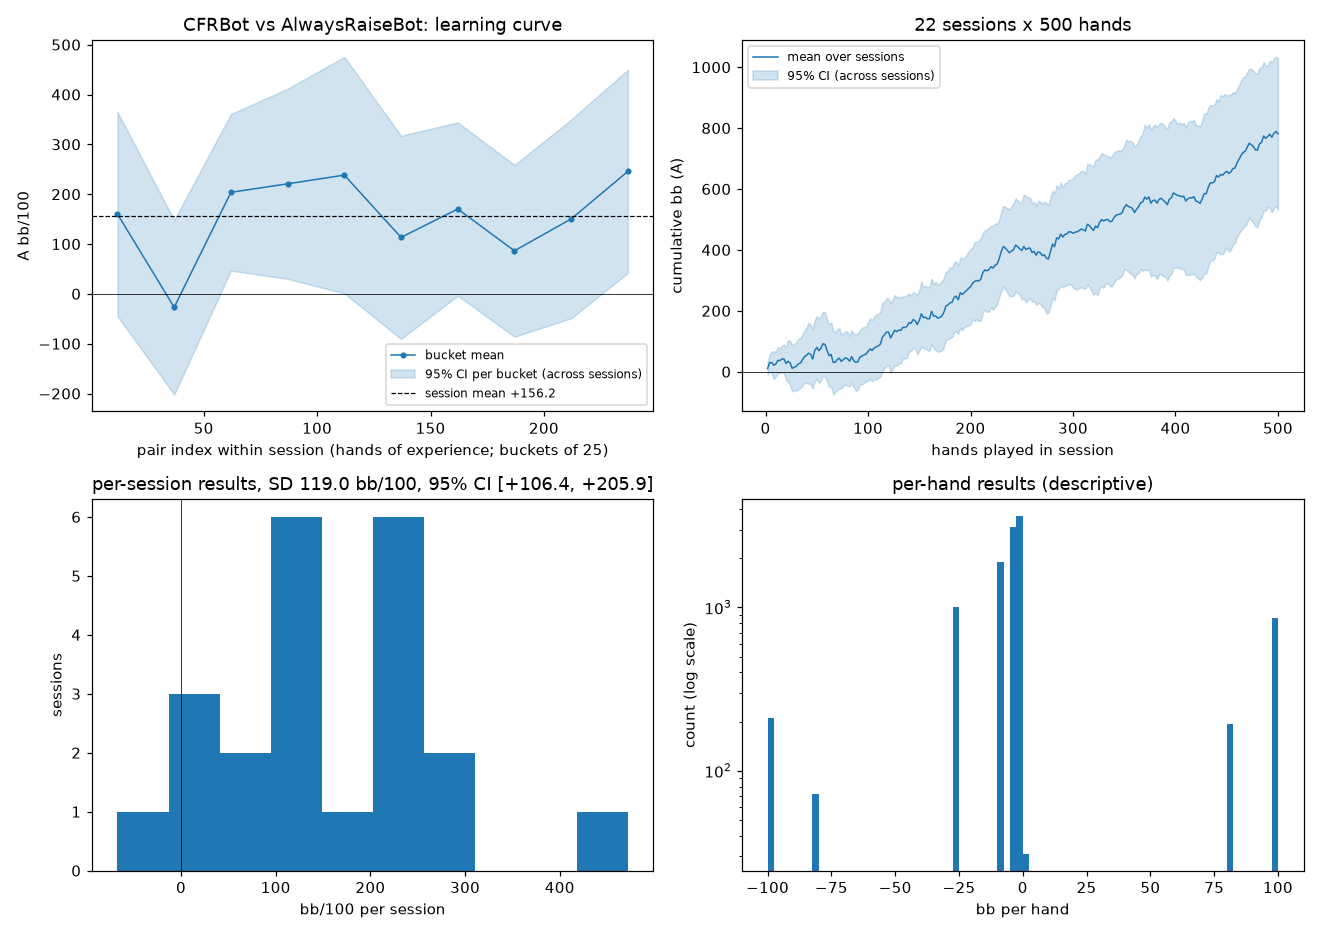 CFRBot vs AlwaysRaiseBot: learning curve
500
400
300
200
100
0
−100
−200
A bb/100
bucket mean
95% CI per bucket (across sessions)
session mean +156.2
50
100
150
200
pair index within session (hands of experience; buckets of 25)
22 sessions x 500 hands
mean over sessions
95% CI (across sessions)
1000
800
600
400
200
0
cumulative bb (A)
0
100
200
300
400
500
hands played in session
per-session results, SD 119.0 bb/100, 95% CI [+106.4, +205.9]
6
5
4
3
2
1
0
sessions
0
100
200
300
400
bb/100 per session
per-hand results (descriptive)
10³
10²
count (log scale)
−100
−75
−50
−25
0
25
50
75
100
bb per hand